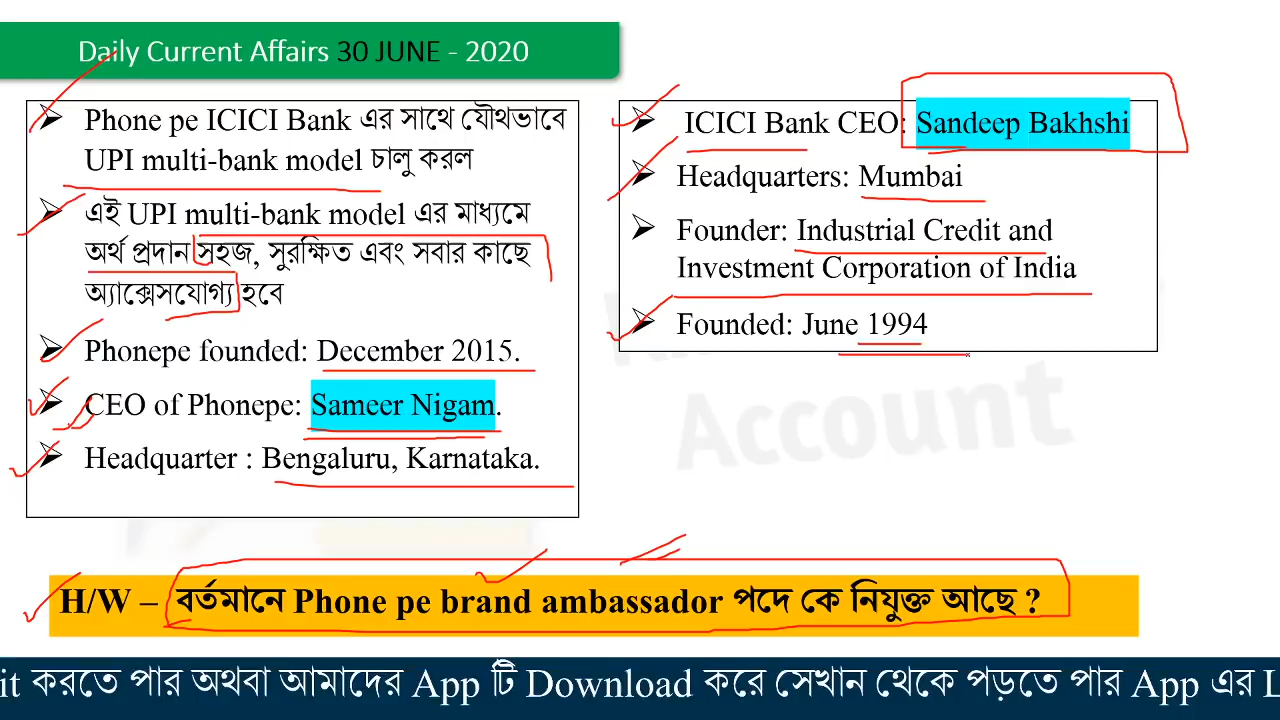 Daily Current Affairs 30 JUNE - 2020
Phone pe ICICI Bank এর সাথে যৌথভাবে
UPI multi-bank model চালু করল
এই UPI multi-bank model এর মাধ্যমে
অর্থ প্রদান সহজ, সুরক্ষিত এবং সবার কাছে
অ্যাক্সেসযোগ্য হবে
Phonepe founded: December 2015.
CEO of Phonepe: Sameer Nigam.
Headquarter : Bengaluru, Karnataka.
ICICI Bank CEO: Sandeep Bakhshi
Headquarters: Mumbai
Founder: Industrial Credit and
Investment Corporation of India
Founded: June 1994
Account
H/W – বর্তমানে Phone pe brand ambassador পদে কে নিযুক্ত আছে ?
it করতে পার অথবা আমাদের App টি Download করে সেখান থেকে পড়তে পার App এর L